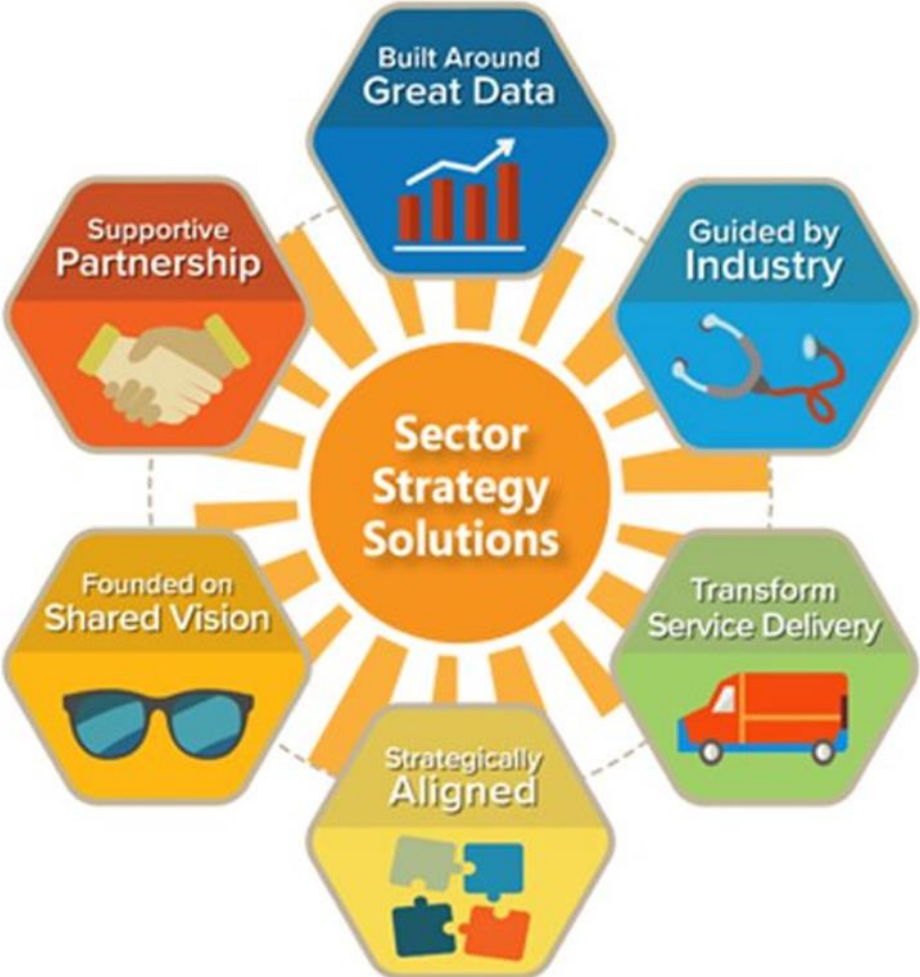 Built Around
Great Data
Guided by
Industry
Transform
Service Delivery
Strategically
Aligned
Founded on
Shared Vision
Supportive
Partnership
Sector
Strategy
Solutions